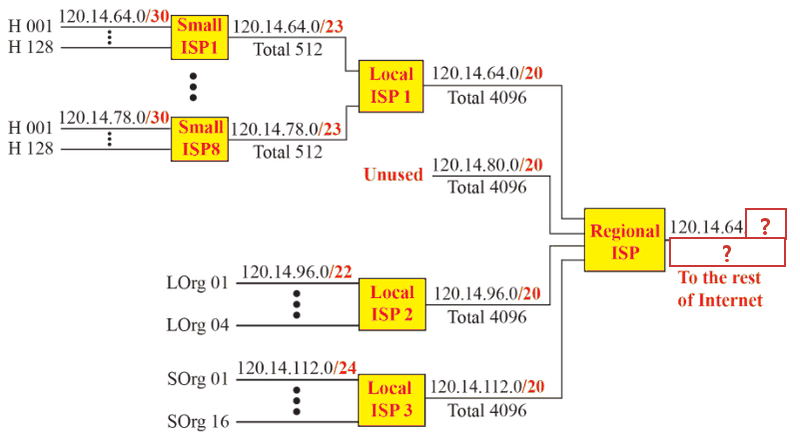 H 001
120.14.64.0/30
H 128
Small
ISP1
120.14.64.0/23
Total 512
H 001
120.14.78.0/30
H 128
Small
ISP8
120.14.78.0/23
Total 512
Local
ISP 1
120.14.64.0/20
Total 4096
Unused
120.14.80.0/20
Total 4096
LOrg 01
120.14.96.0/22
LOrg 04
Local
ISP 2
120.14.96.0/20
Total 4096
SOrg 01
120.14.112.0/24
SOrg 16
Local
ISP 3
120.14.112.0/20
Total 4096
Regional
ISP
120.14.64. ?
?
To the rest
of Internet